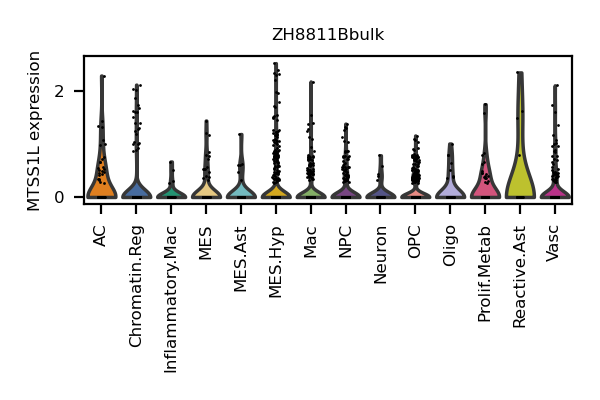 ZH8811Bbulk
MTSS1L expression
2
0
AC
Chromatin.Reg
Inflammatory.Mac
MES
MES.Ast
MES.Hyp
Mac
NPC
Neuron
OPC
Oligo
Prolif.Metab
Reactive.Ast
Vasc